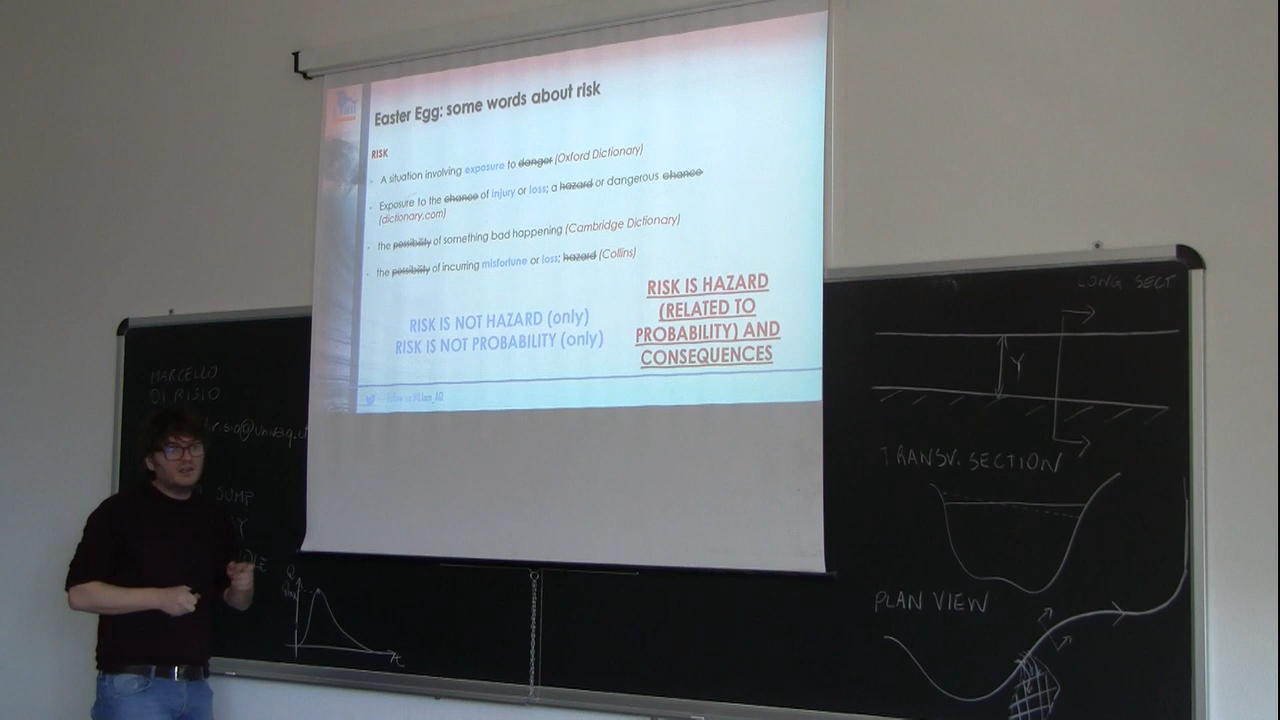 Easter Egg: some words about risk
RISK
- A situation involving exposure to danger (Oxford Dictionary)
- Exposure to the chance of injury or loss; a hazard or dangerous chance
(dictionary.com)
- the possibility of something bad happening (Cambridge Dictionary)
- the possibility of incurring misfortune or loss; hazard (Collins)
RISK IS NOT HAZARD (only)
RISK IS NOT PROBABILITY (only)
RISK IS HAZARD
(RELATED TO
PROBABILITY) AND
CONSEQUENCES
MARCELLO
DI RISIO
SUMP
Q
t
LONG SECT
Y
TRANSV. SECTION
PLAN VIEW